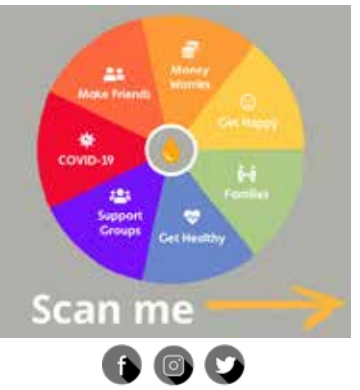 Money
Worries
Make Friends
Get Happy
COVID-19
Families
Support
Groups
Get Healthy
Scan me